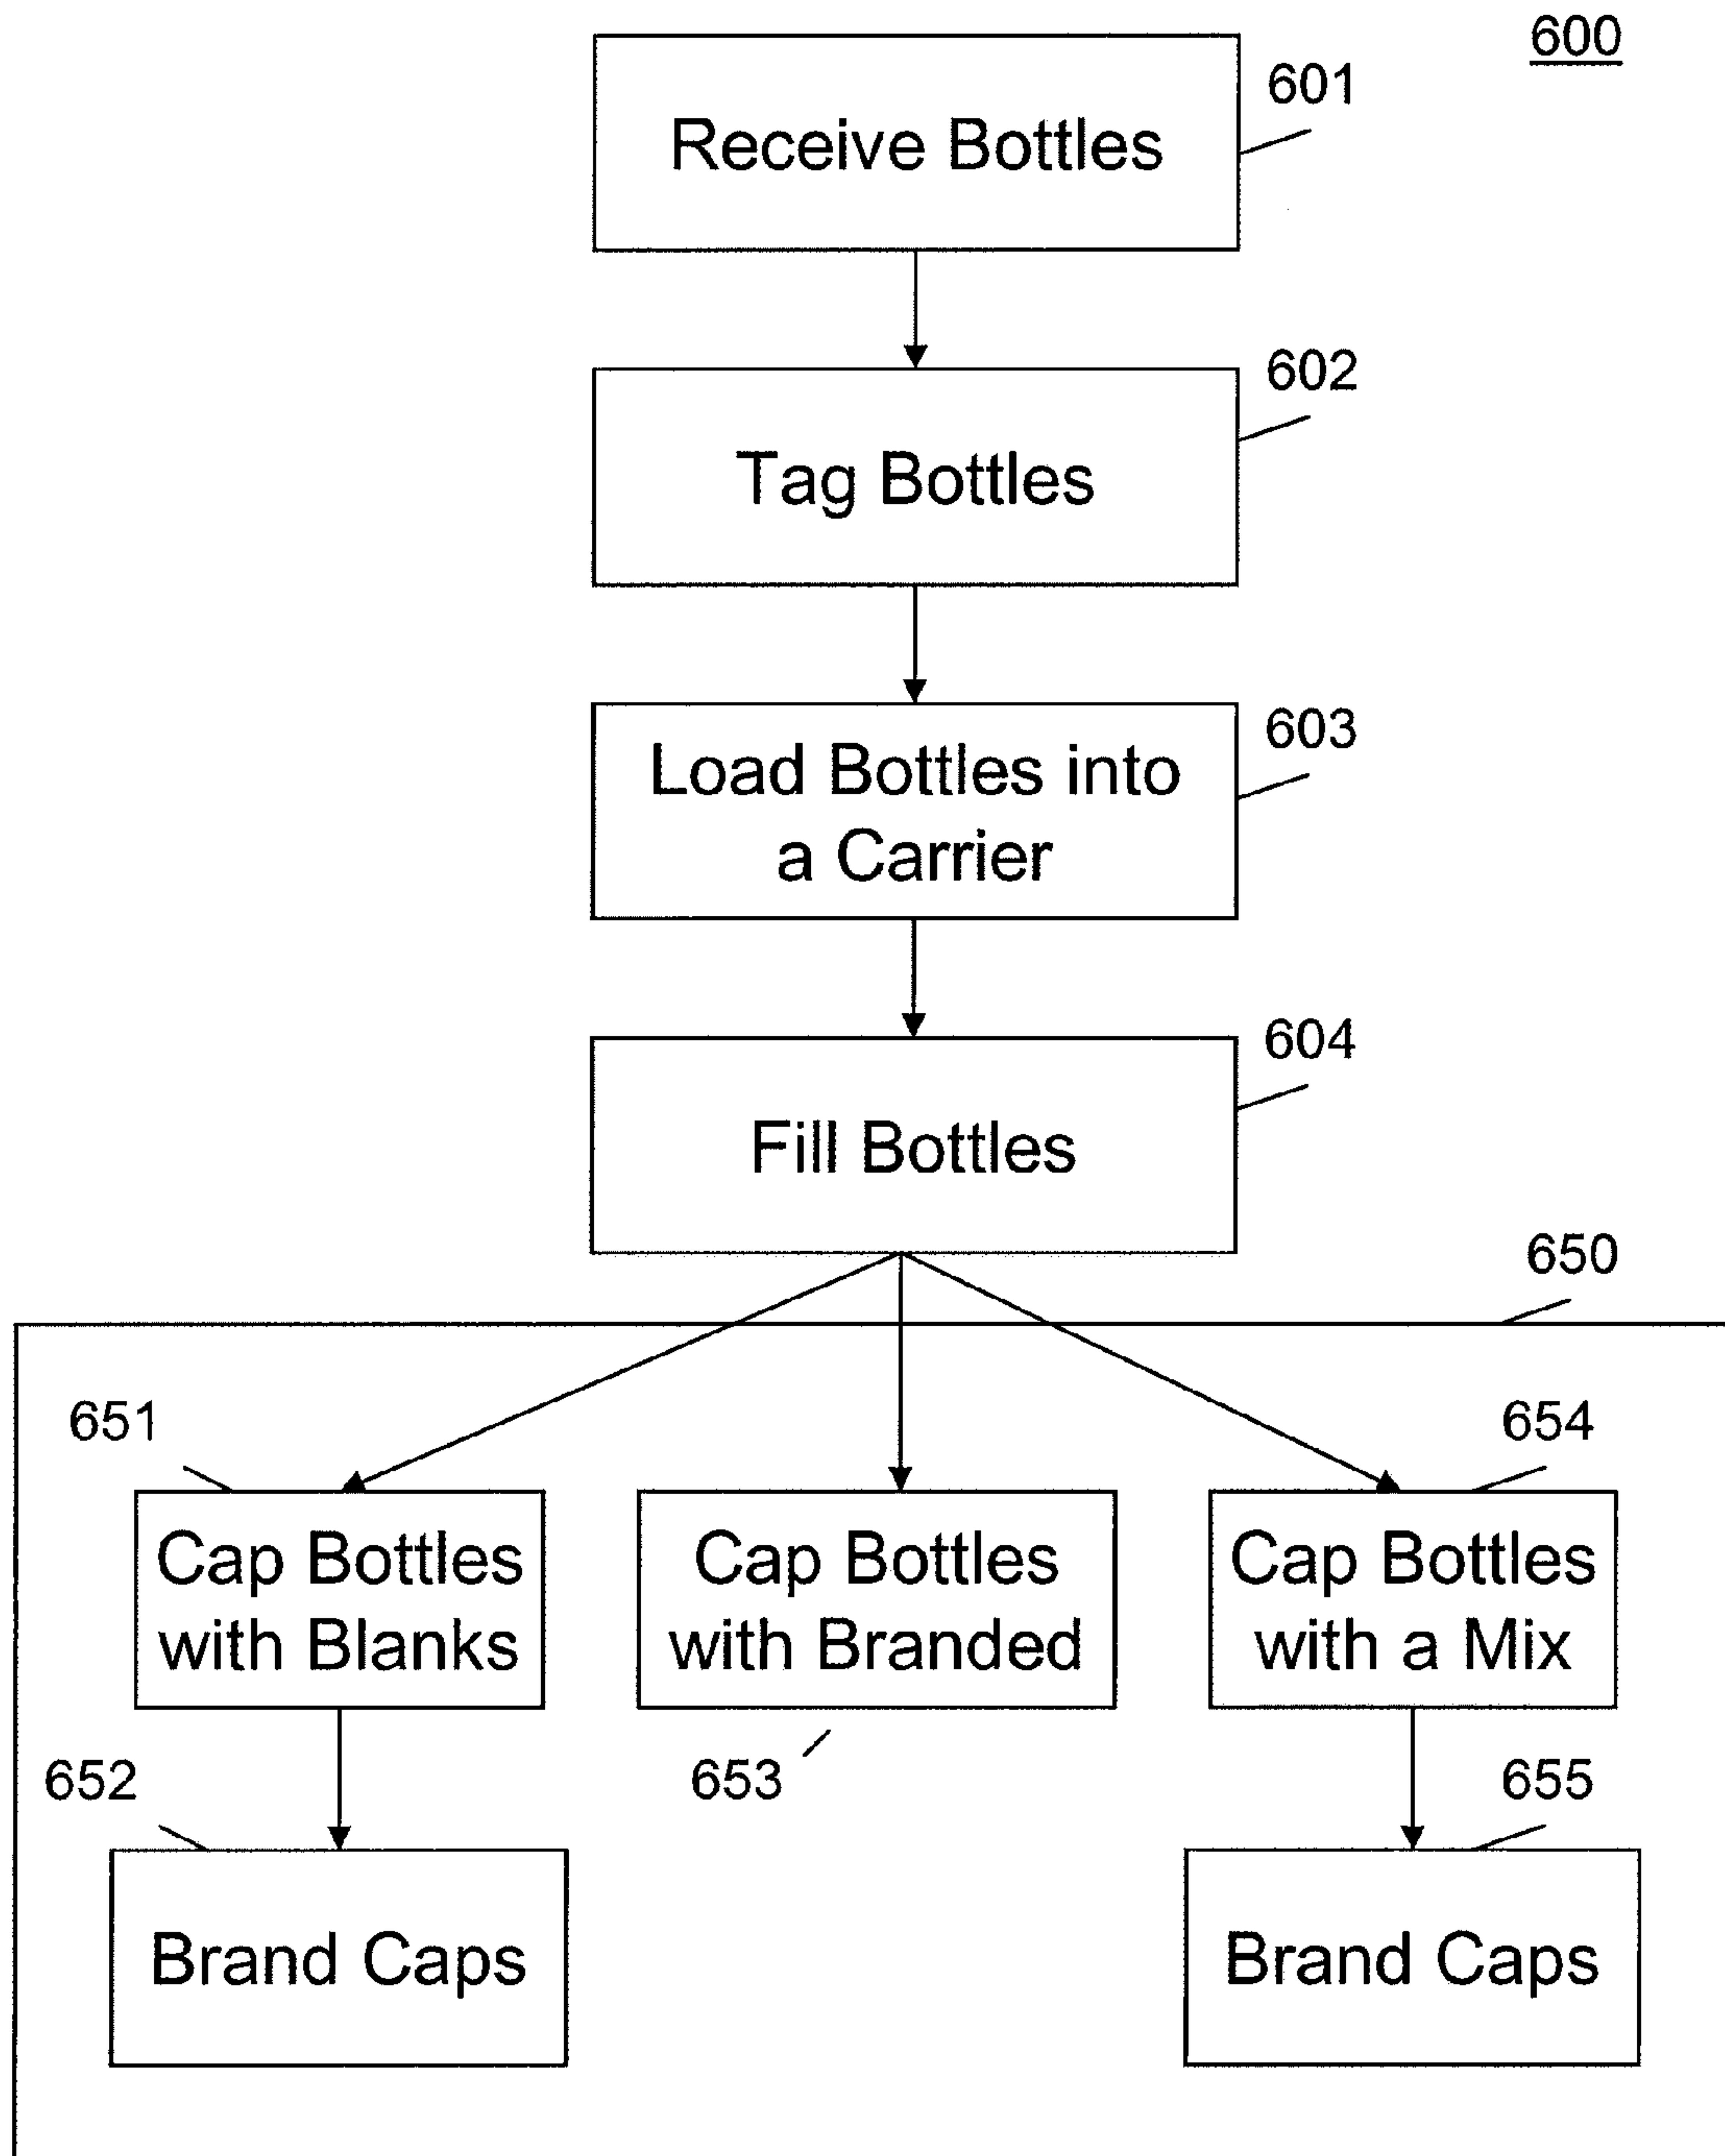 600
601
Receive Bottles
602
Tag Bottles
603
Load Bottles into
a Carrier
604
Fill Bottles
650
651
Cap Bottles
with Blanks
653
Cap Bottles
with Branded
654
Cap Bottles
with a Mix
652
Brand Caps
655
Brand Caps